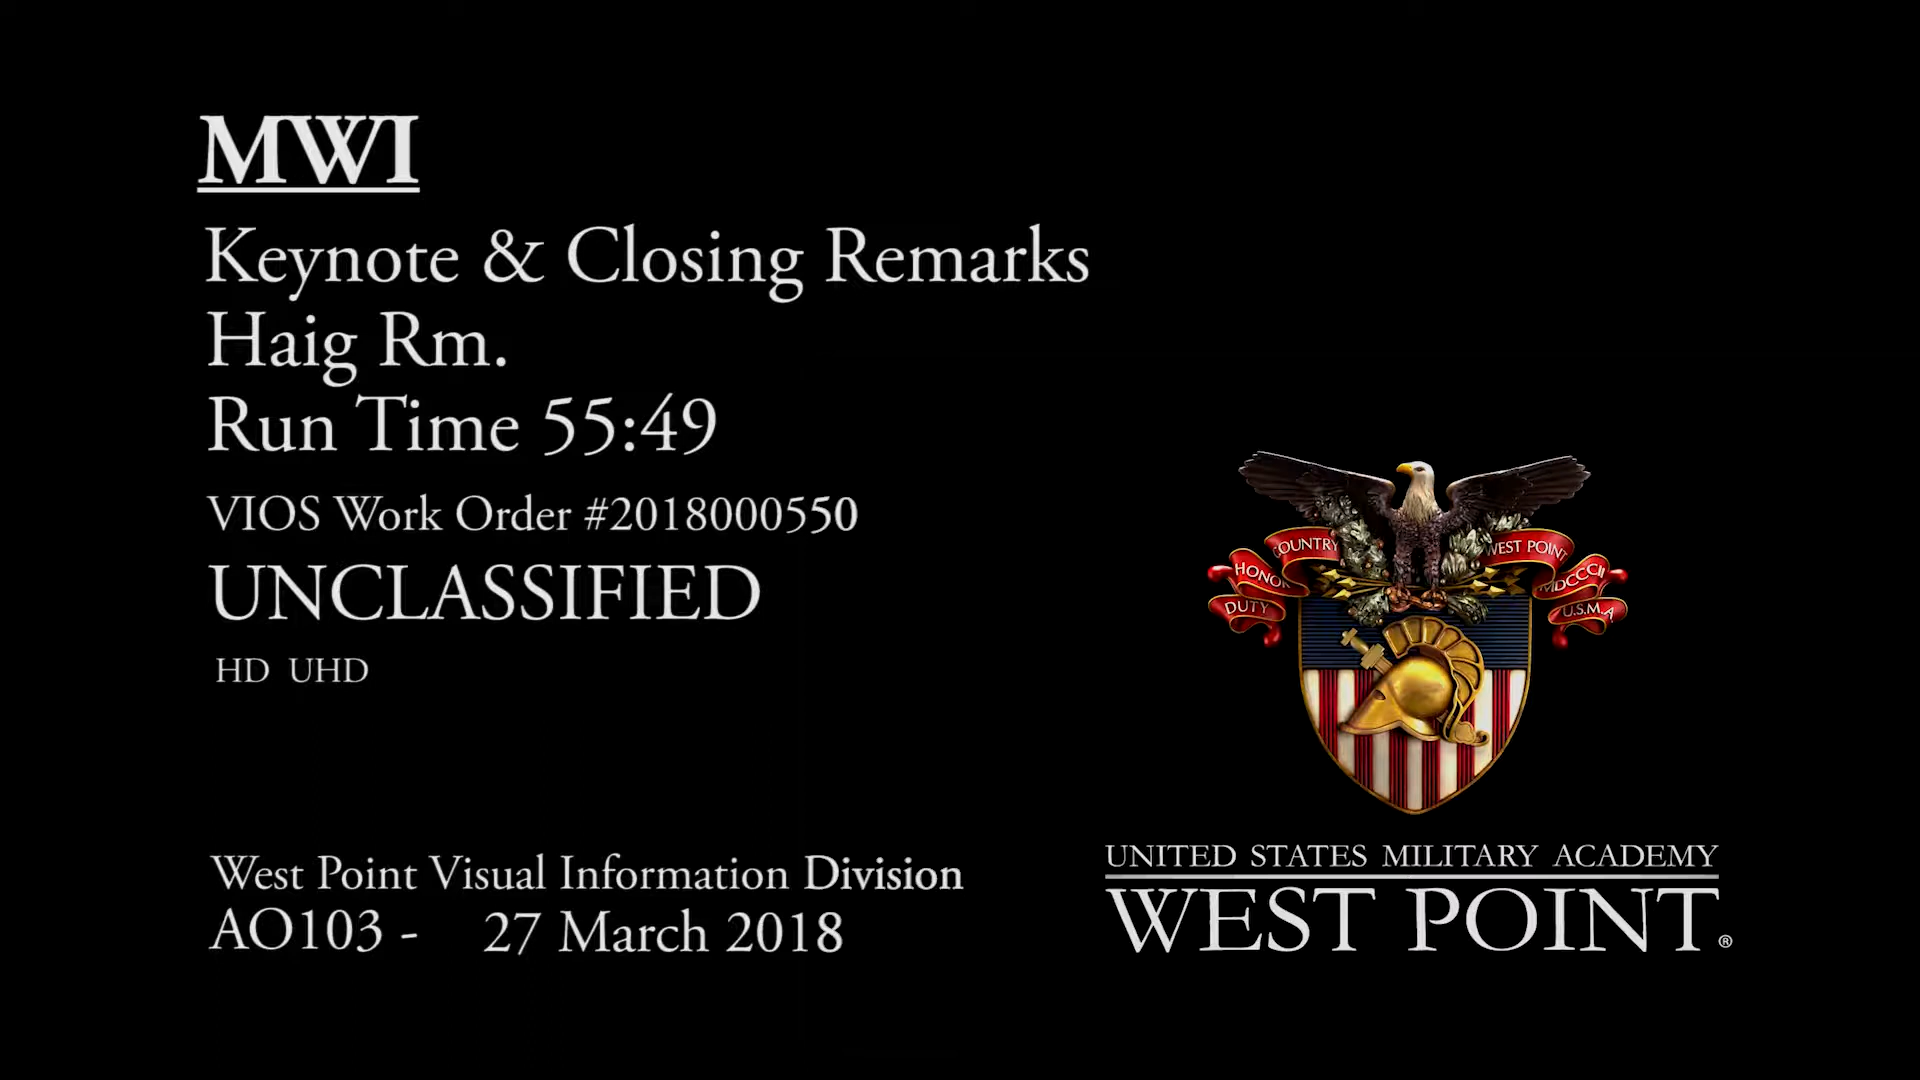 MWI
Keynote & Closing Remarks
Haig Rm.
Run Time 55:49
VIOS Work Order #2018000550
UNCLASSIFIED
HD UHD
West Point Visual Information Division
AO103 - 27 March 2018
DUTY
HONOR
COUNTRY
WEST POINT
MDCCCII
U.S.M.A.
UNITED STATES MILITARY ACADEMY
WEST POINT®